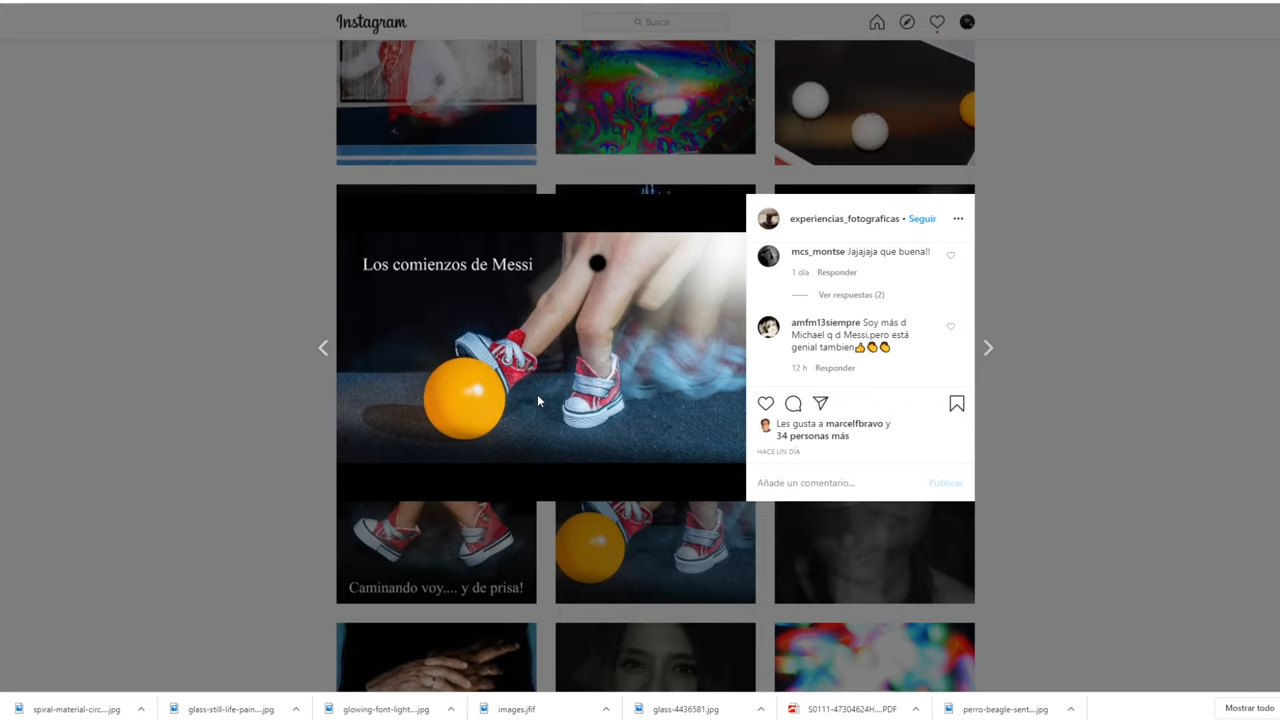 Instagram
Busca
Los comienzos de Messi
experiencias_fotograficas • Seguir
mcs_montse Jajajaja que buena!!
1 día Responder
Ver respuestas (2)
amfm13siempre Soy más d
Michael q d Messi,pero está
genial tambien👍👏👏
12 h Responder
Les gusta a marcelfbravo y
34 personas más
HACE UN DÍA
Añade un comentario... Publicar
Caminando voy.... y de prisa!
spiral-material-circ....jpg
glass-still-life-pain....jpg
glowing-font-light....jpg
images.jfif
glass-4436581.jpg
S0111-47304624H....PDF
perro-beagle-sent....jpg
Mostrar todo